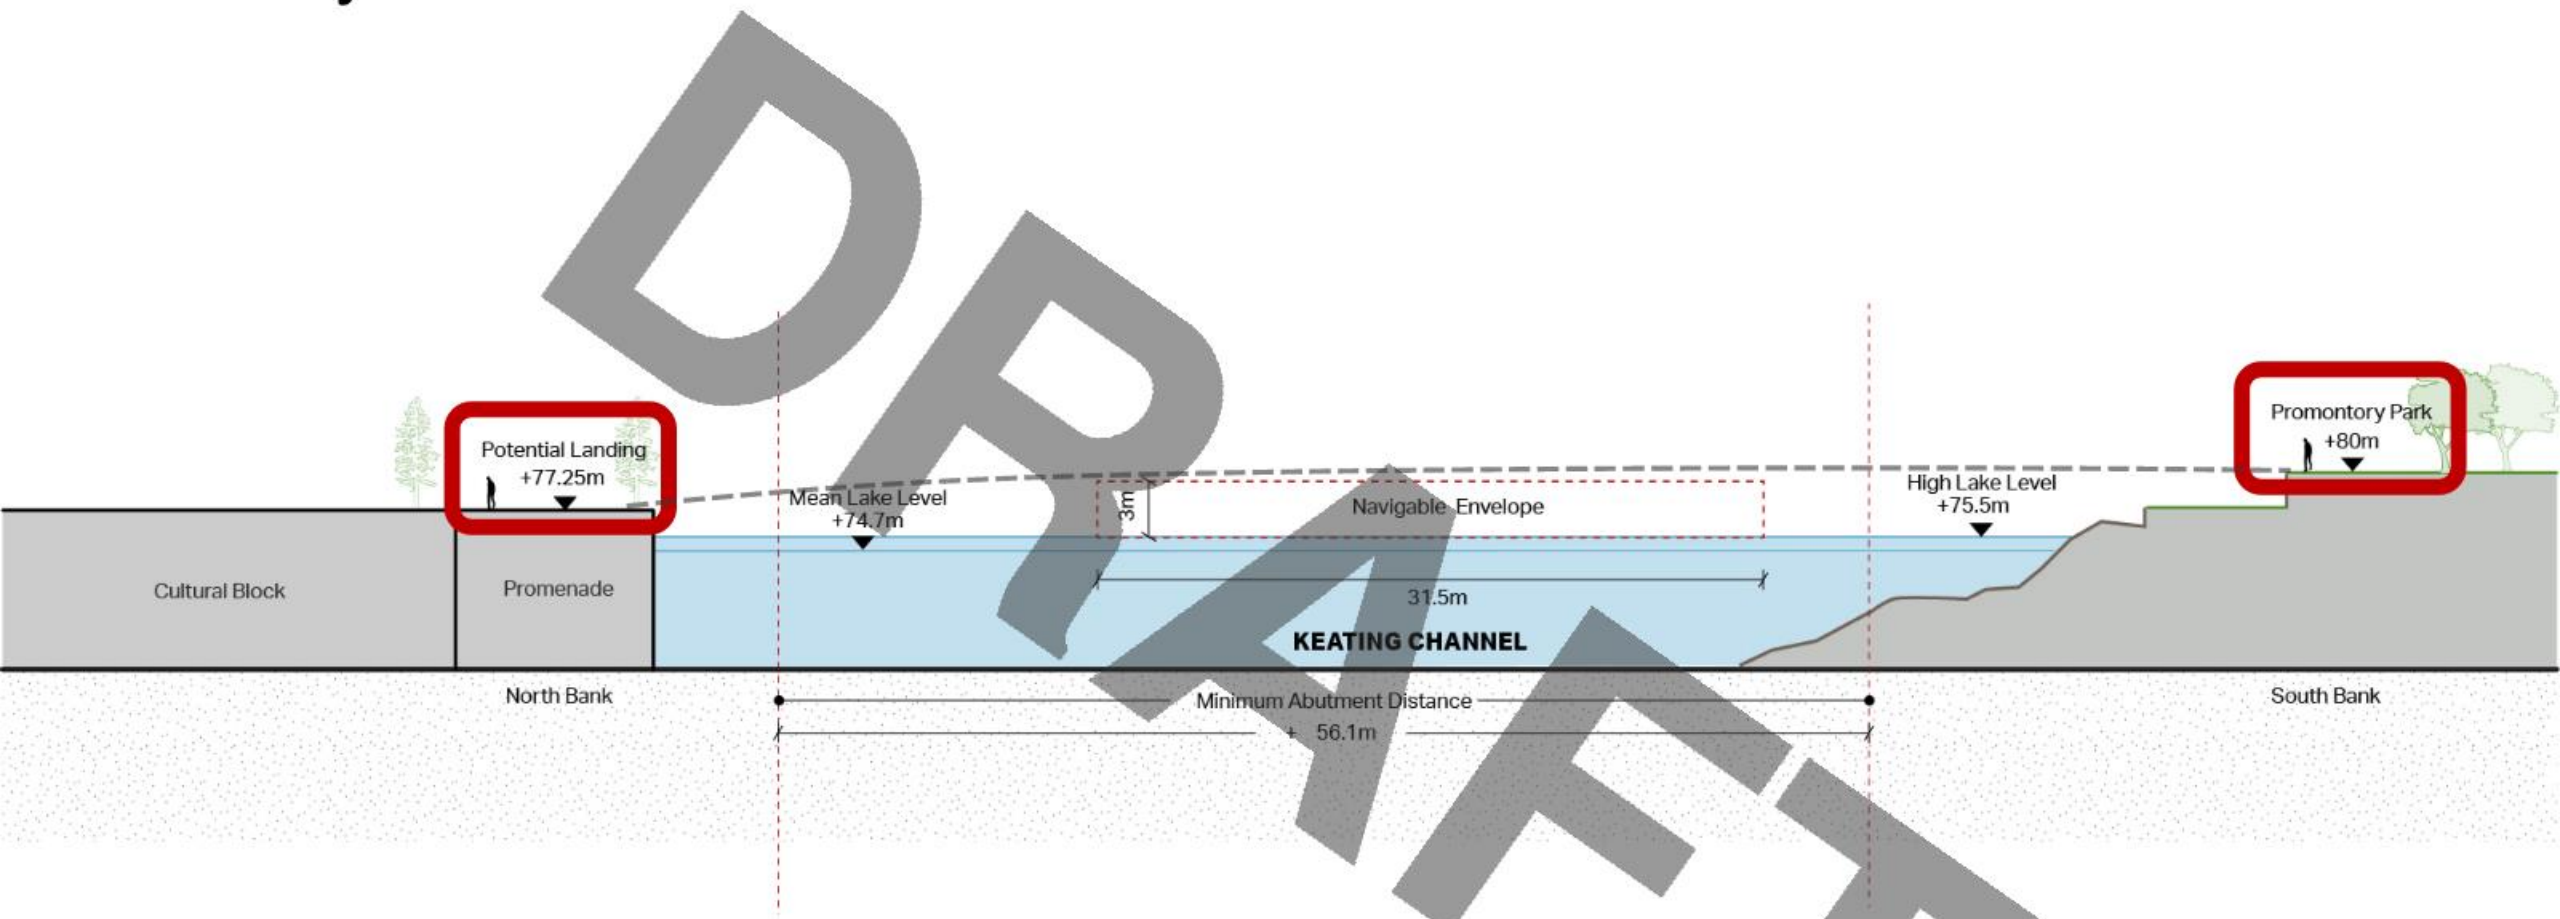 Potential Landing
+77.25m
Promontory Park
+80m
Mean Lake Level
+74.7m
3m
Navigable Envelope
High Lake Level
+75.5m
Cultural Block
Promenade
31.5m
KEATING CHANNEL
North Bank
Minimum Abutment Distance
+ 56.1m
South Bank
DRAFT